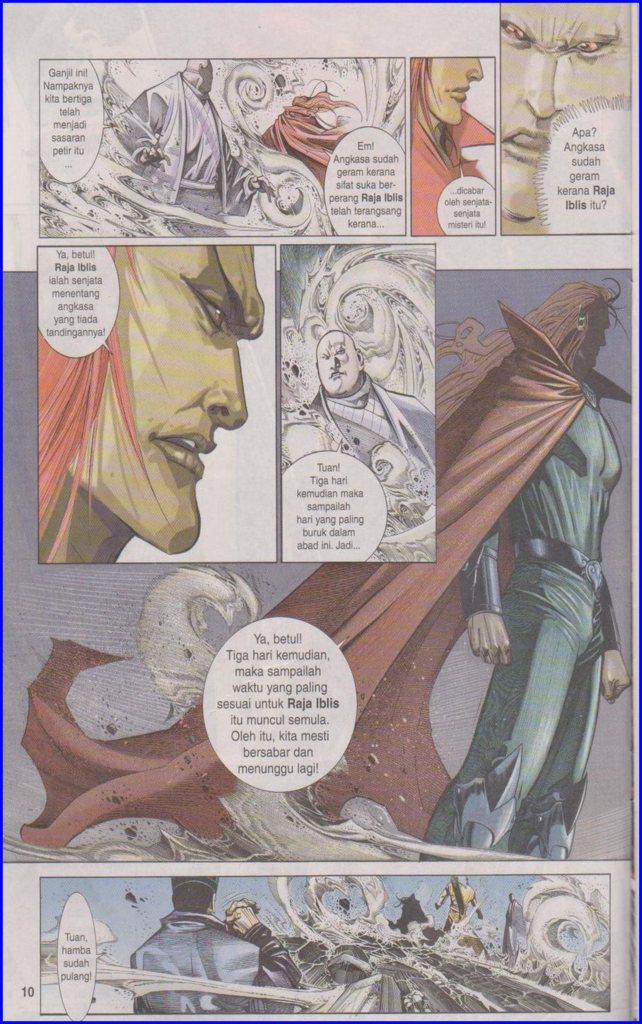 Ganjil ini!
Nampaknya
kita bertiga
telah
menjadi
sasaran
petir itu
...
Em!
Angkasa sudah
geram kerana
sifat suka ber-
perang Raja Iblis
telah terangsang
kerana...
...dicabar
oleh senjata-
senjata
misteri itu!
Apa?
Angkasa
sudah
geram
kerana Raja
Iblis itu?
Ya, betul!
Raja Iblis
ialah senjata
menentang
angkasa
yang tiada
tandingannya!
Tuan!
Tiga hari
kemudian maka
sampailah
hari yang paling
buruk dalam
abad ini. Jadi...
Ya, betul!
Tiga hari kemudian,
maka sampailah
waktu yang paling
sesuai untuk Raja Iblis
itu muncul semula.
Oleh itu, kita mesti
bersabar dan
menunggu lagi!
Tuan,
hamba
sudah
pulang!
10